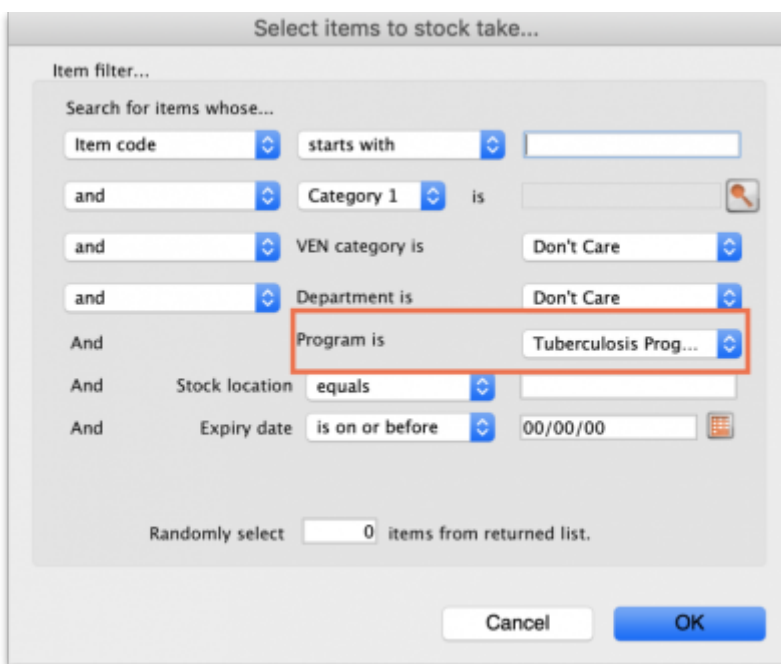 Select items to stock take...
Item filter...
Search for items whose...
Item code starts with
and Category 1 is
and VEN category is Don't Care
and Department is Don't Care
And Program is Tuberculosis Prog...
And Stock location equals
And Expiry date is on or before 00/00/00
Randomly select 0 items from returned list.
Cancel OK